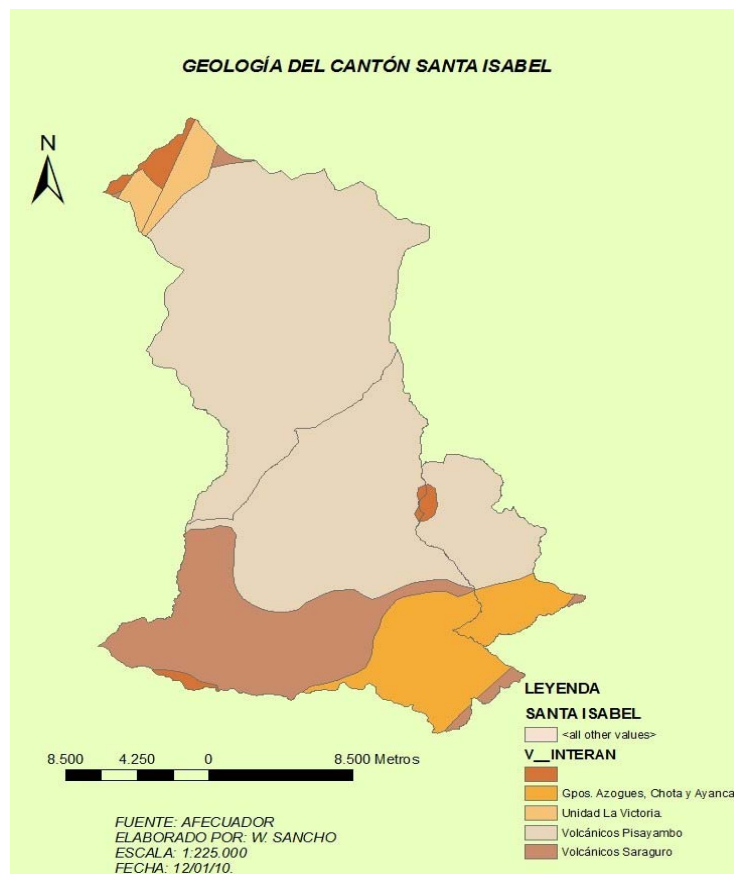 GEOLOGÍA DEL CANTÓN SANTA ISABEL
N
LEYENDA
SANTA ISABEL
<all other values>
V__INTERAN
Gpos. Azogues, Chota y Ayanca
Unidad La Victoria.
Volcánicos Pisayambo
Volcánicos Saraguro
8.500 4.250 0 8.500 Metros
FUENTE: AFECUADOR
ELABORADO POR: W. SANCHO
ESCALA: 1:225.000
FECHA: 12/01/10.